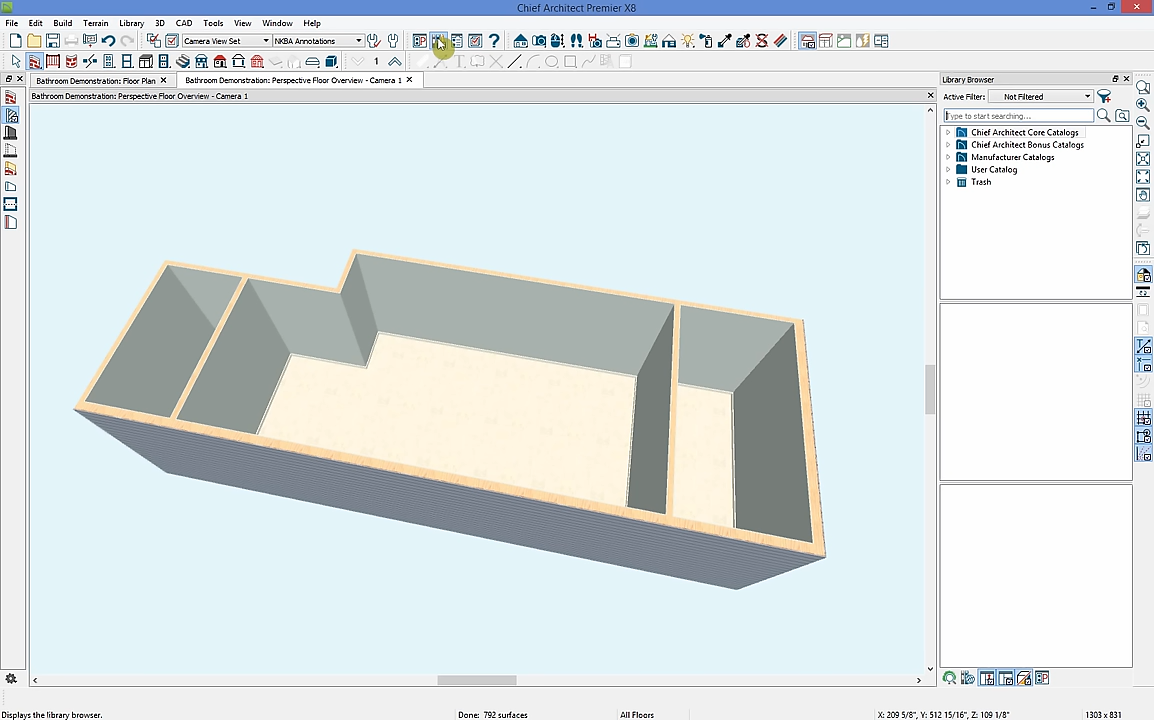 Chief Architect Premier X8
File Edit Build Terrain Library 3D CAD Tools View Window Help
Camera View Set NKBA Annotations
1
Bathroom Demonstration: Floor Plan
Bathroom Demonstration: Perspective Floor Overview - Camera 1
Bathroom Demonstration: Perspective Floor Overview - Camera 1
Library Browser
Active Filter: Not Filtered
Type to start searching...
Chief Architect Core Catalogs
Chief Architect Bonus Catalogs
Manufacturer Catalogs
User Catalog
Trash
Displays the library browser. Done: 792 surfaces All Floors X: 209 5/8", Y: 512 15/16", Z: 109 1/8" 1303 x 831